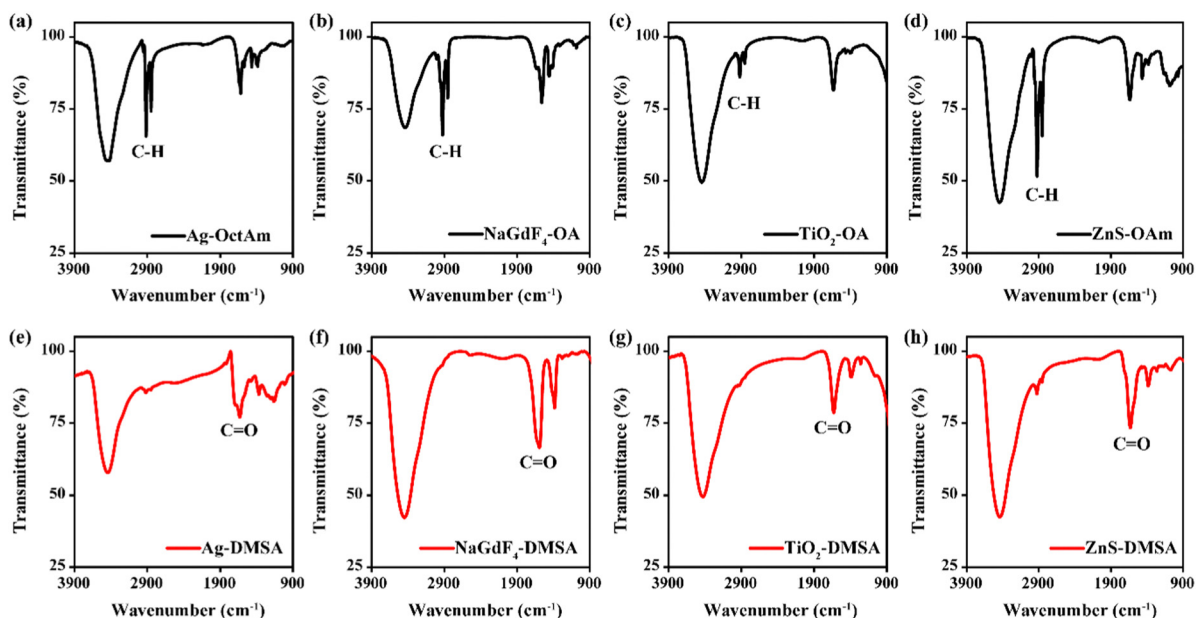 (a) (b) (c) (d)
100 100 100 100
75 75 75 75
50 50 50 50
25 25 25 25
Transmittance (%) Transmittance (%) Transmittance (%) Transmittance (%)
C-H C-H C-H C-H
Ag-OctAm NaGdF₄-OA TiO₂-OA ZnS-OAm
3900 2900 1900 900 3900 2900 1900 900 3900 2900 1900 900 3900 2900 1900 900
Wavenumber (cm⁻¹) Wavenumber (cm⁻¹) Wavenumber (cm⁻¹) Wavenumber (cm⁻¹)
(e) (f) (g) (h)
100 100 100 100
75 75 75 75
50 50 50 50
25 25 25 25
Transmittance (%) Transmittance (%) Transmittance (%) Transmittance (%)
C=O C=O C=O C=O
Ag-DMSA NaGdF₄-DMSA TiO₂-DMSA ZnS-DMSA
3900 2900 1900 900 3900 2900 1900 900 3900 2900 1900 900 3900 2900 1900 900
Wavenumber (cm⁻¹) Wavenumber (cm⁻¹) Wavenumber (cm⁻¹) Wavenumber (cm⁻¹)